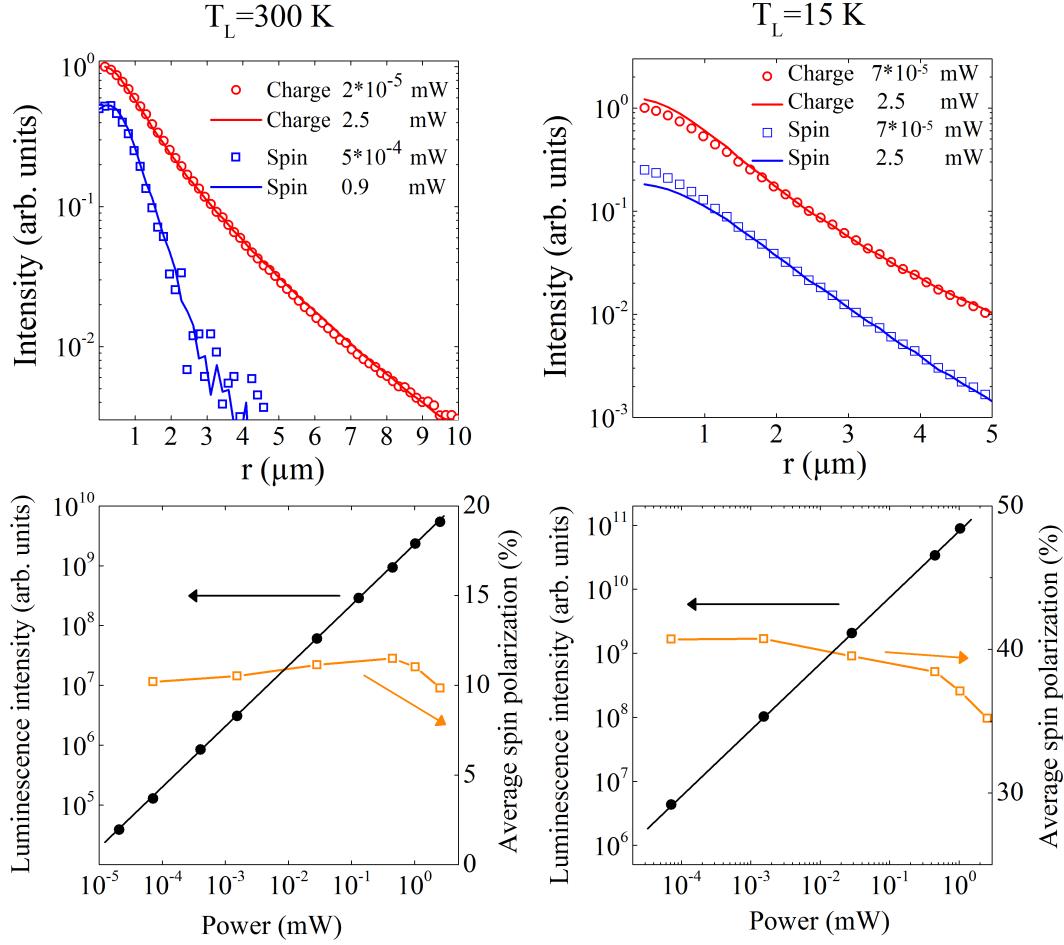 T_L=300 K
T_L=15 K
Intensity (arb. units)
10^0
10^-1
10^-2
Charge 2*10^-5 mW
Charge 2.5 mW
Spin 5*10^-4 mW
Spin 0.9 mW
1 2 3 4 5 6 7 8 9 10
r (µm)
Intensity (arb. units)
10^0
10^-1
10^-2
10^-3
Charge 7*10^-5 mW
Charge 2.5 mW
Spin 7*10^-5 mW
Spin 2.5 mW
1 2 3 4 5
r (µm)
Luminescence intensity (arb. units)
10^10
10^9
10^8
10^7
10^6
10^5
20
15
10
5
0
Average spin polarization (%)
10^-5 10^-4 10^-3 10^-2 10^-1 10^0
Power (mW)
Luminescence intensity (arb. units)
10^11
10^10
10^9
10^8
10^7
10^6
50
40
30
Average spin polarization (%)
10^-4 10^-3 10^-2 10^-1 10^0
Power (mW)